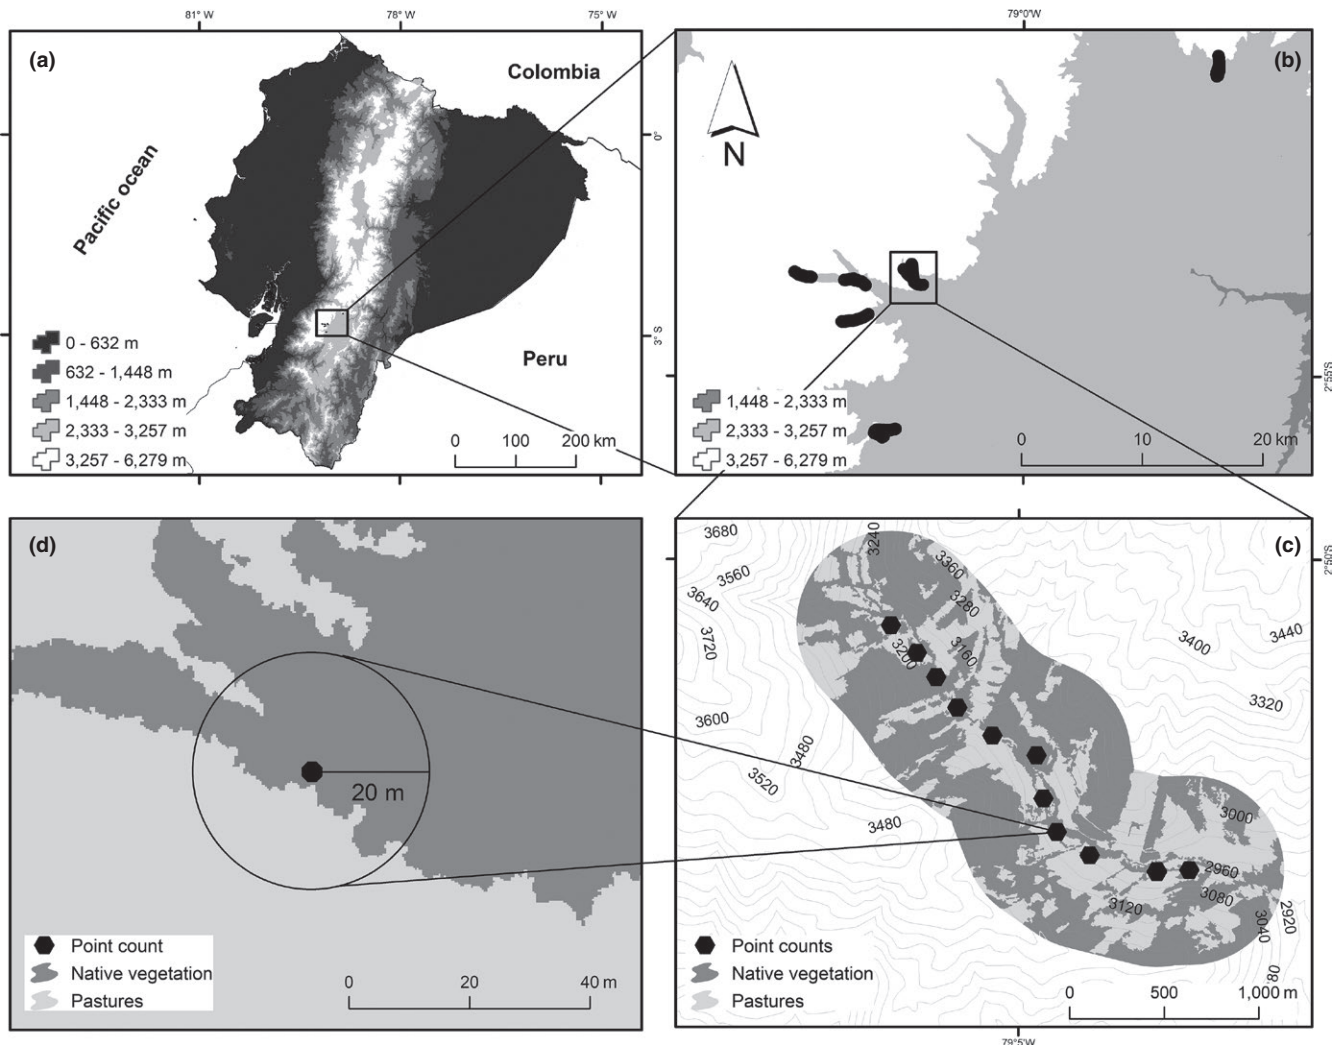 81° W
78° W
75° W
(a)
Colombia
Pacific ocean
0°
3° S
Peru
0 - 632 m
632 - 1,448 m
1,448 - 2,333 m
2,333 - 3,257 m
3,257 - 6,279 m
0 100 200 km
79°0'W
(b)
N
2°55'S
1,448 - 2,333 m
2,333 - 3,257 m
3,257 - 6,279 m
0 10 20 km
(d)
20 m
Point count
Native vegetation
Pastures
0 20 40 m
(c)
2°50'S
3680
3240
3360
3560
3280
3640
3720
3200
3160
3400
3440
3320
3600
3480
3520
3480
3000
2960
3080
3120
3040
2920
Point counts
Native vegetation
Pastures
0 500 1,000 m
79°5'W